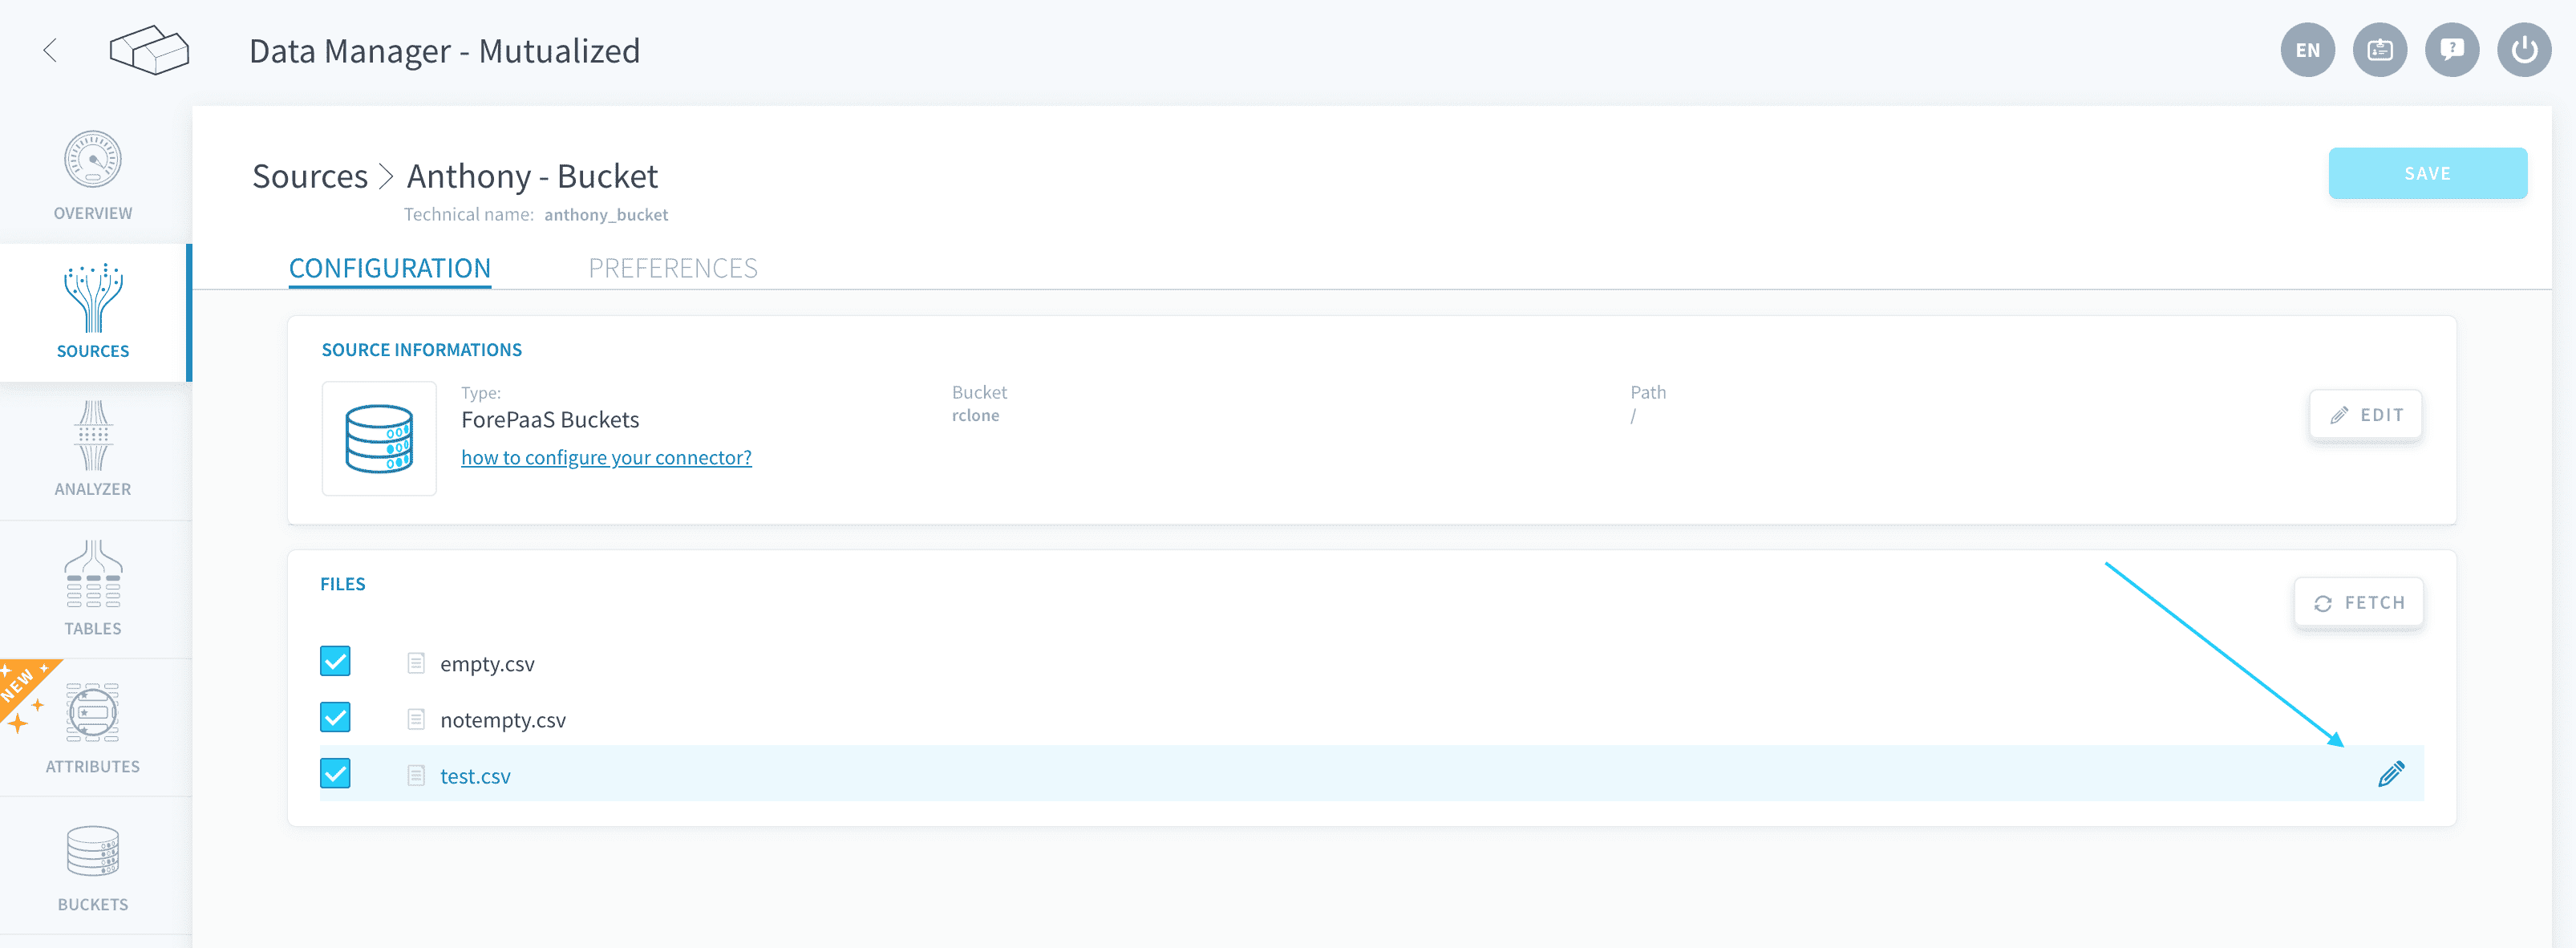 Data Manager - Mutualized
EN
?
OVERVIEW
SOURCES
ANALYZER
TABLES
NEW
ATTRIBUTES
BUCKETS
Sources > Anthony - Bucket
Technical name: anthony_bucket
SAVE
CONFIGURATION PREFERENCES
SOURCE INFORMATIONS
Type:
ForePaaS Buckets
how to configure your connector?
Bucket
rclone
Path
/
EDIT
FILES
FETCH
empty.csv
notempty.csv
test.csv